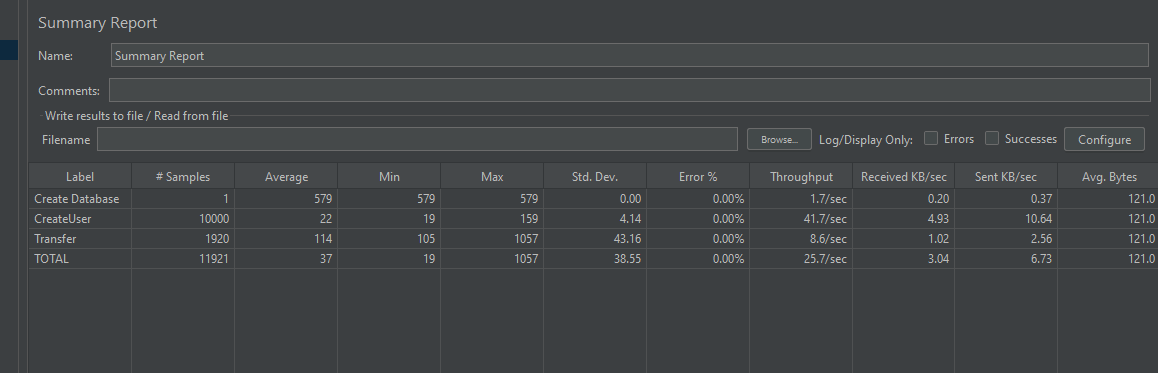 Summary Report
Name: Summary Report
Comments:
Write results to file / Read from file
Filename Browse... Log/Display Only: Errors Successes Configure
Label # Samples Average Min Max Std. Dev. Error % Throughput Received KB/sec Sent KB/sec Avg. Bytes
Create Database 1 579 579 579 0.00 0.00% 1.7/sec 0.20 0.37 121.0
CreateUser 10000 22 19 159 4.14 0.00% 41.7/sec 4.93 10.64 121.0
Transfer 1920 114 105 1057 43.16 0.00% 8.6/sec 1.02 2.56 121.0
TOTAL 11921 37 19 1057 38.55 0.00% 25.7/sec 3.04 6.73 121.0